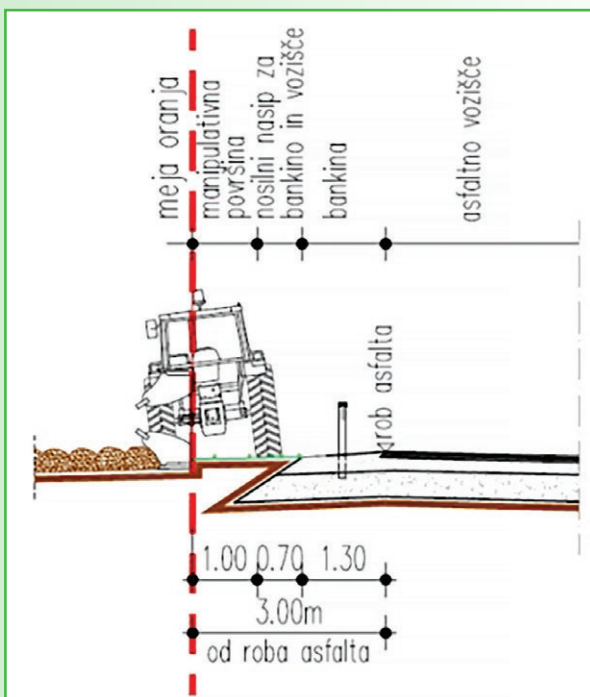 meja oranja
manipulativna
površina
nosilni nasip za
bankino in vozišče
bankina
asfaltno vozišče
rob asfalta
1.00 0.70 1.30
3.00m
od roba asfalta